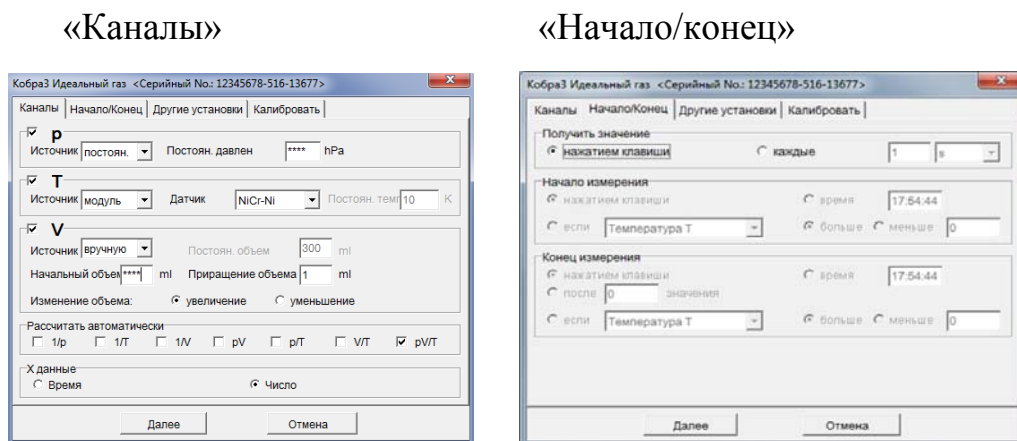 «Каналы»
«Начало/конец»
Кобра3 Идеальный газ <Серийный No.: 12345678-516-13677>
Каналы Начало/Конец Другие установки Калибровать
p
Источник постоян. Постоян. давлен **** hPa
T
Источник модуль Датчик NiCr-Ni Постоян. темп 10 K
V
Источник вручную Постоян. объем 300 ml
Начальный объем **** ml Приращение объема 1 ml
Изменение объема: увеличение уменьшение
Рассчитать автоматически
1/p 1/T 1/V pV p/T V/T pV/T
X данные
Время Число
Далее Отмена
Кобра3 Идеальный газ <Серийный No.: 12345678-516-13677>
Каналы Начало/Конец Другие установки Калибровать
Получить значение
нажатием клавиши каждые 1 s
Начало измерения
нажатием клавиши время 17:54:44
если Температура T больше меньше 0
Конец измерения
нажатием клавиши время 17:54:44
после 0 значения
если Температура T больше меньше 0
Далее Отмена